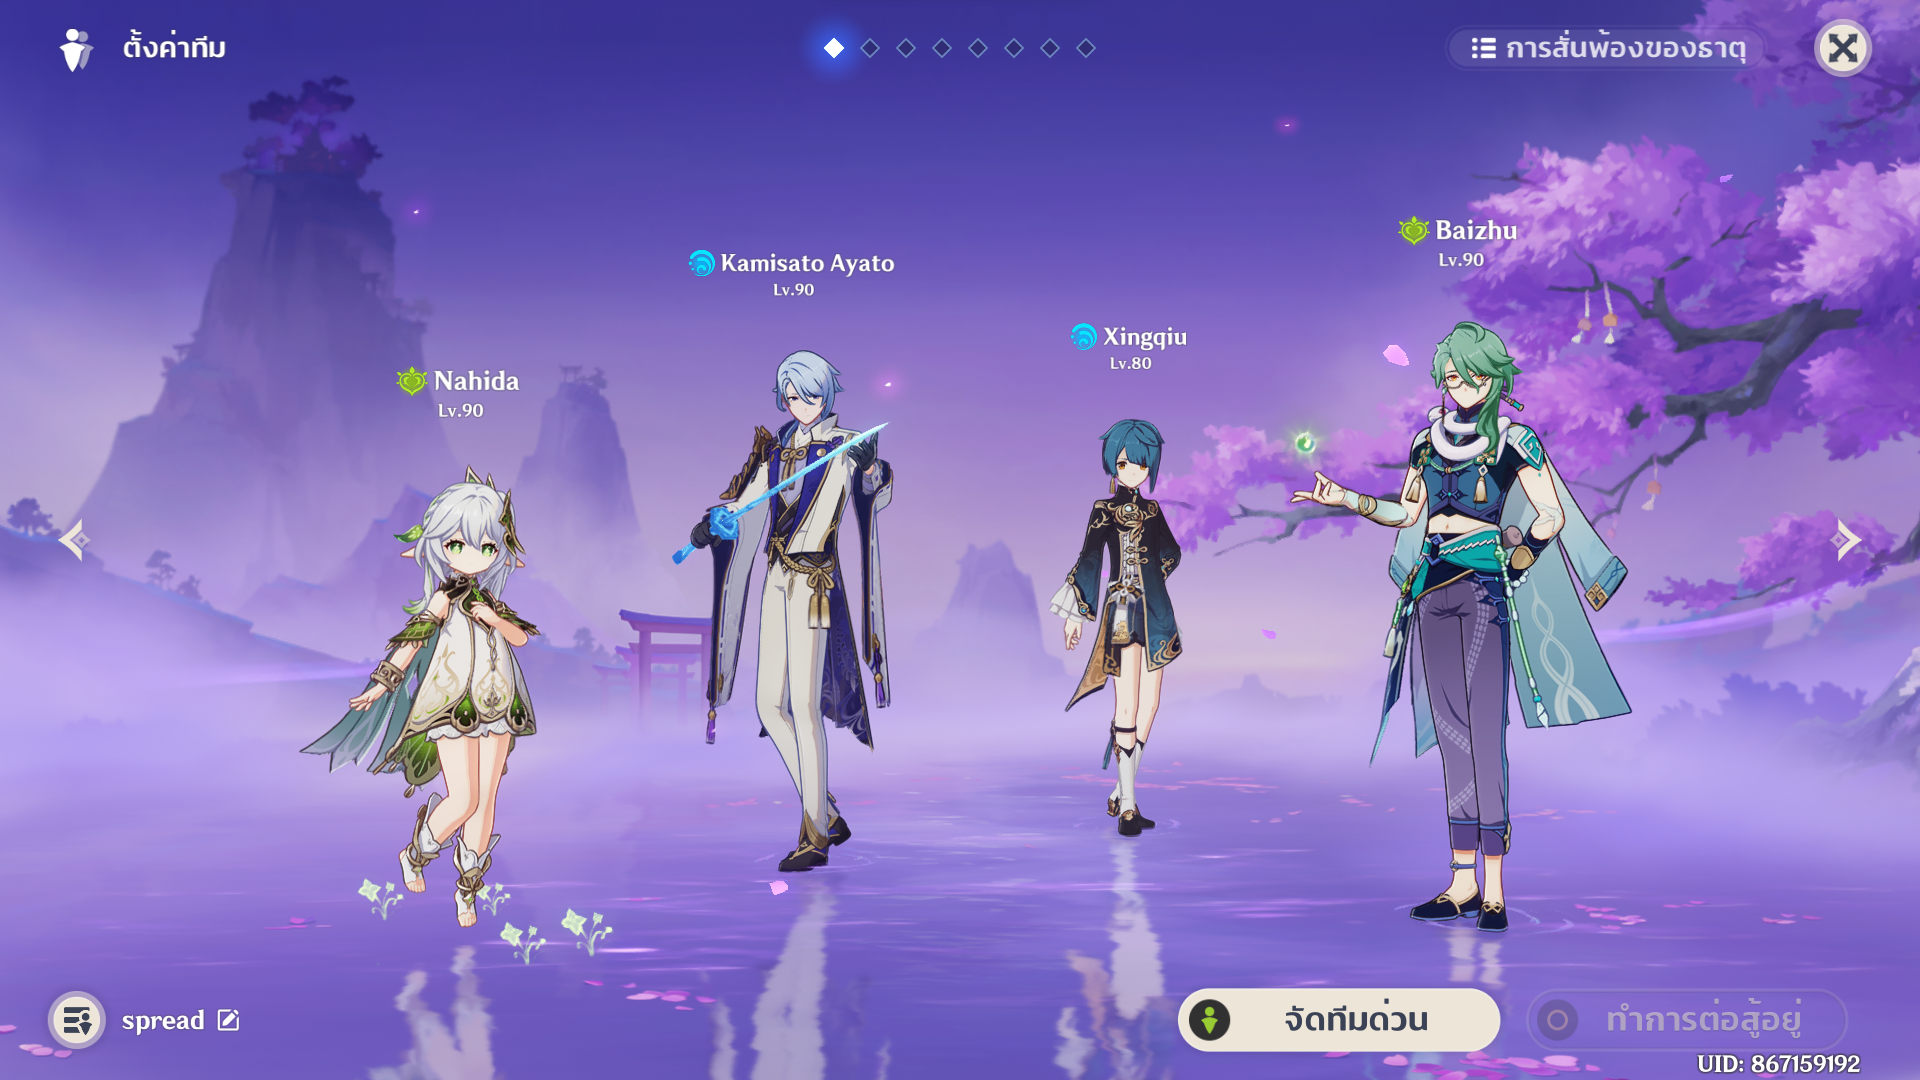 ตั้งค่าทีม
การสั่นพ้องของธาตุ
Baizhu
Lv.90
Kamisato Ayato
Lv.90
Xingqiu
Lv.80
Nahida
Lv.90
spread
จัดทีมด่วน
ทำการต่อสู้อยู่
UID: 867159192